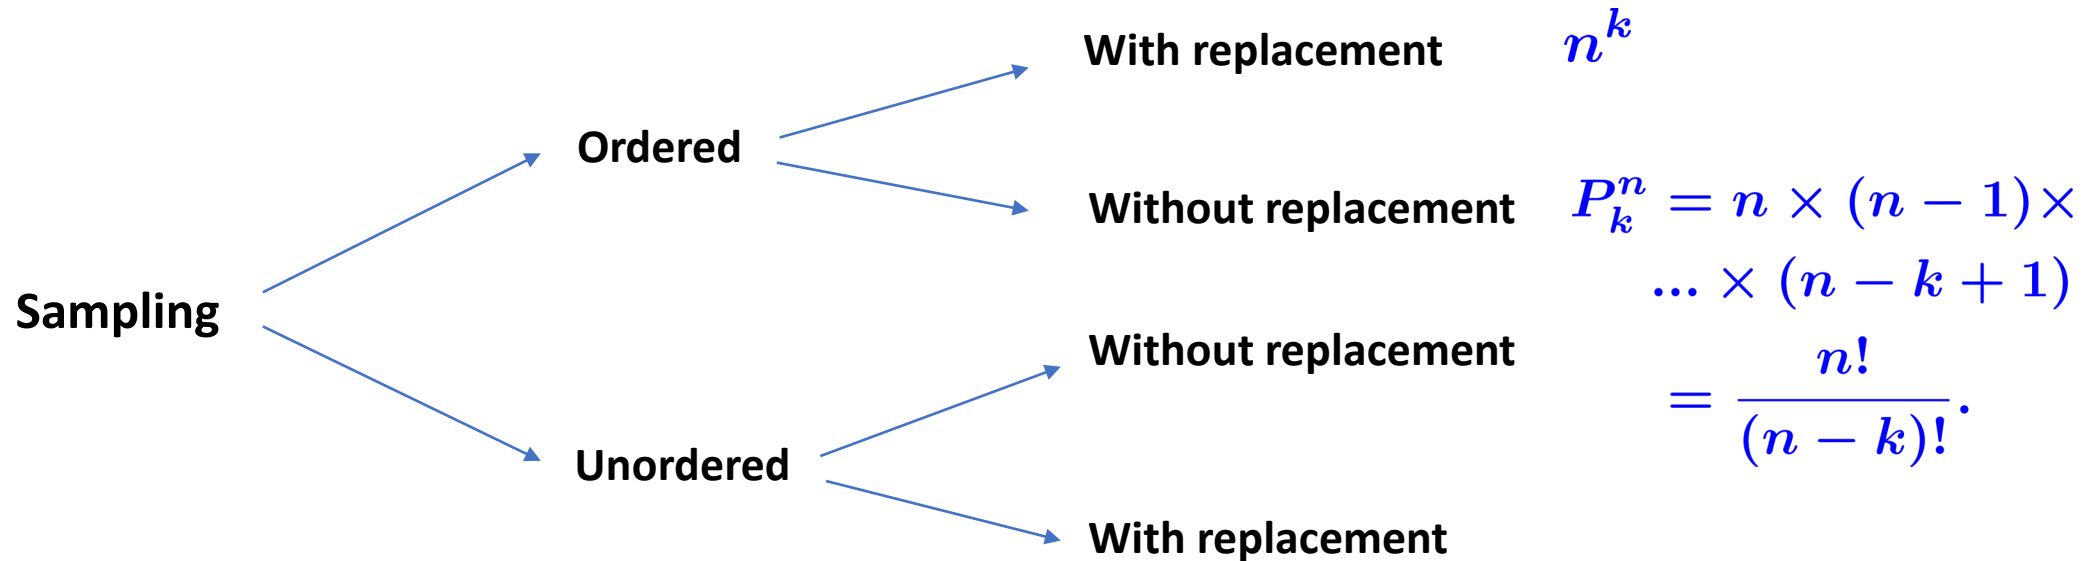 With replacement n^k
Ordered
Without replacement P_k^n = n × (n − 1)×
... × (n − k + 1)
Sampling
Without replacement
= n!/(n − k)!.
Unordered
With replacement